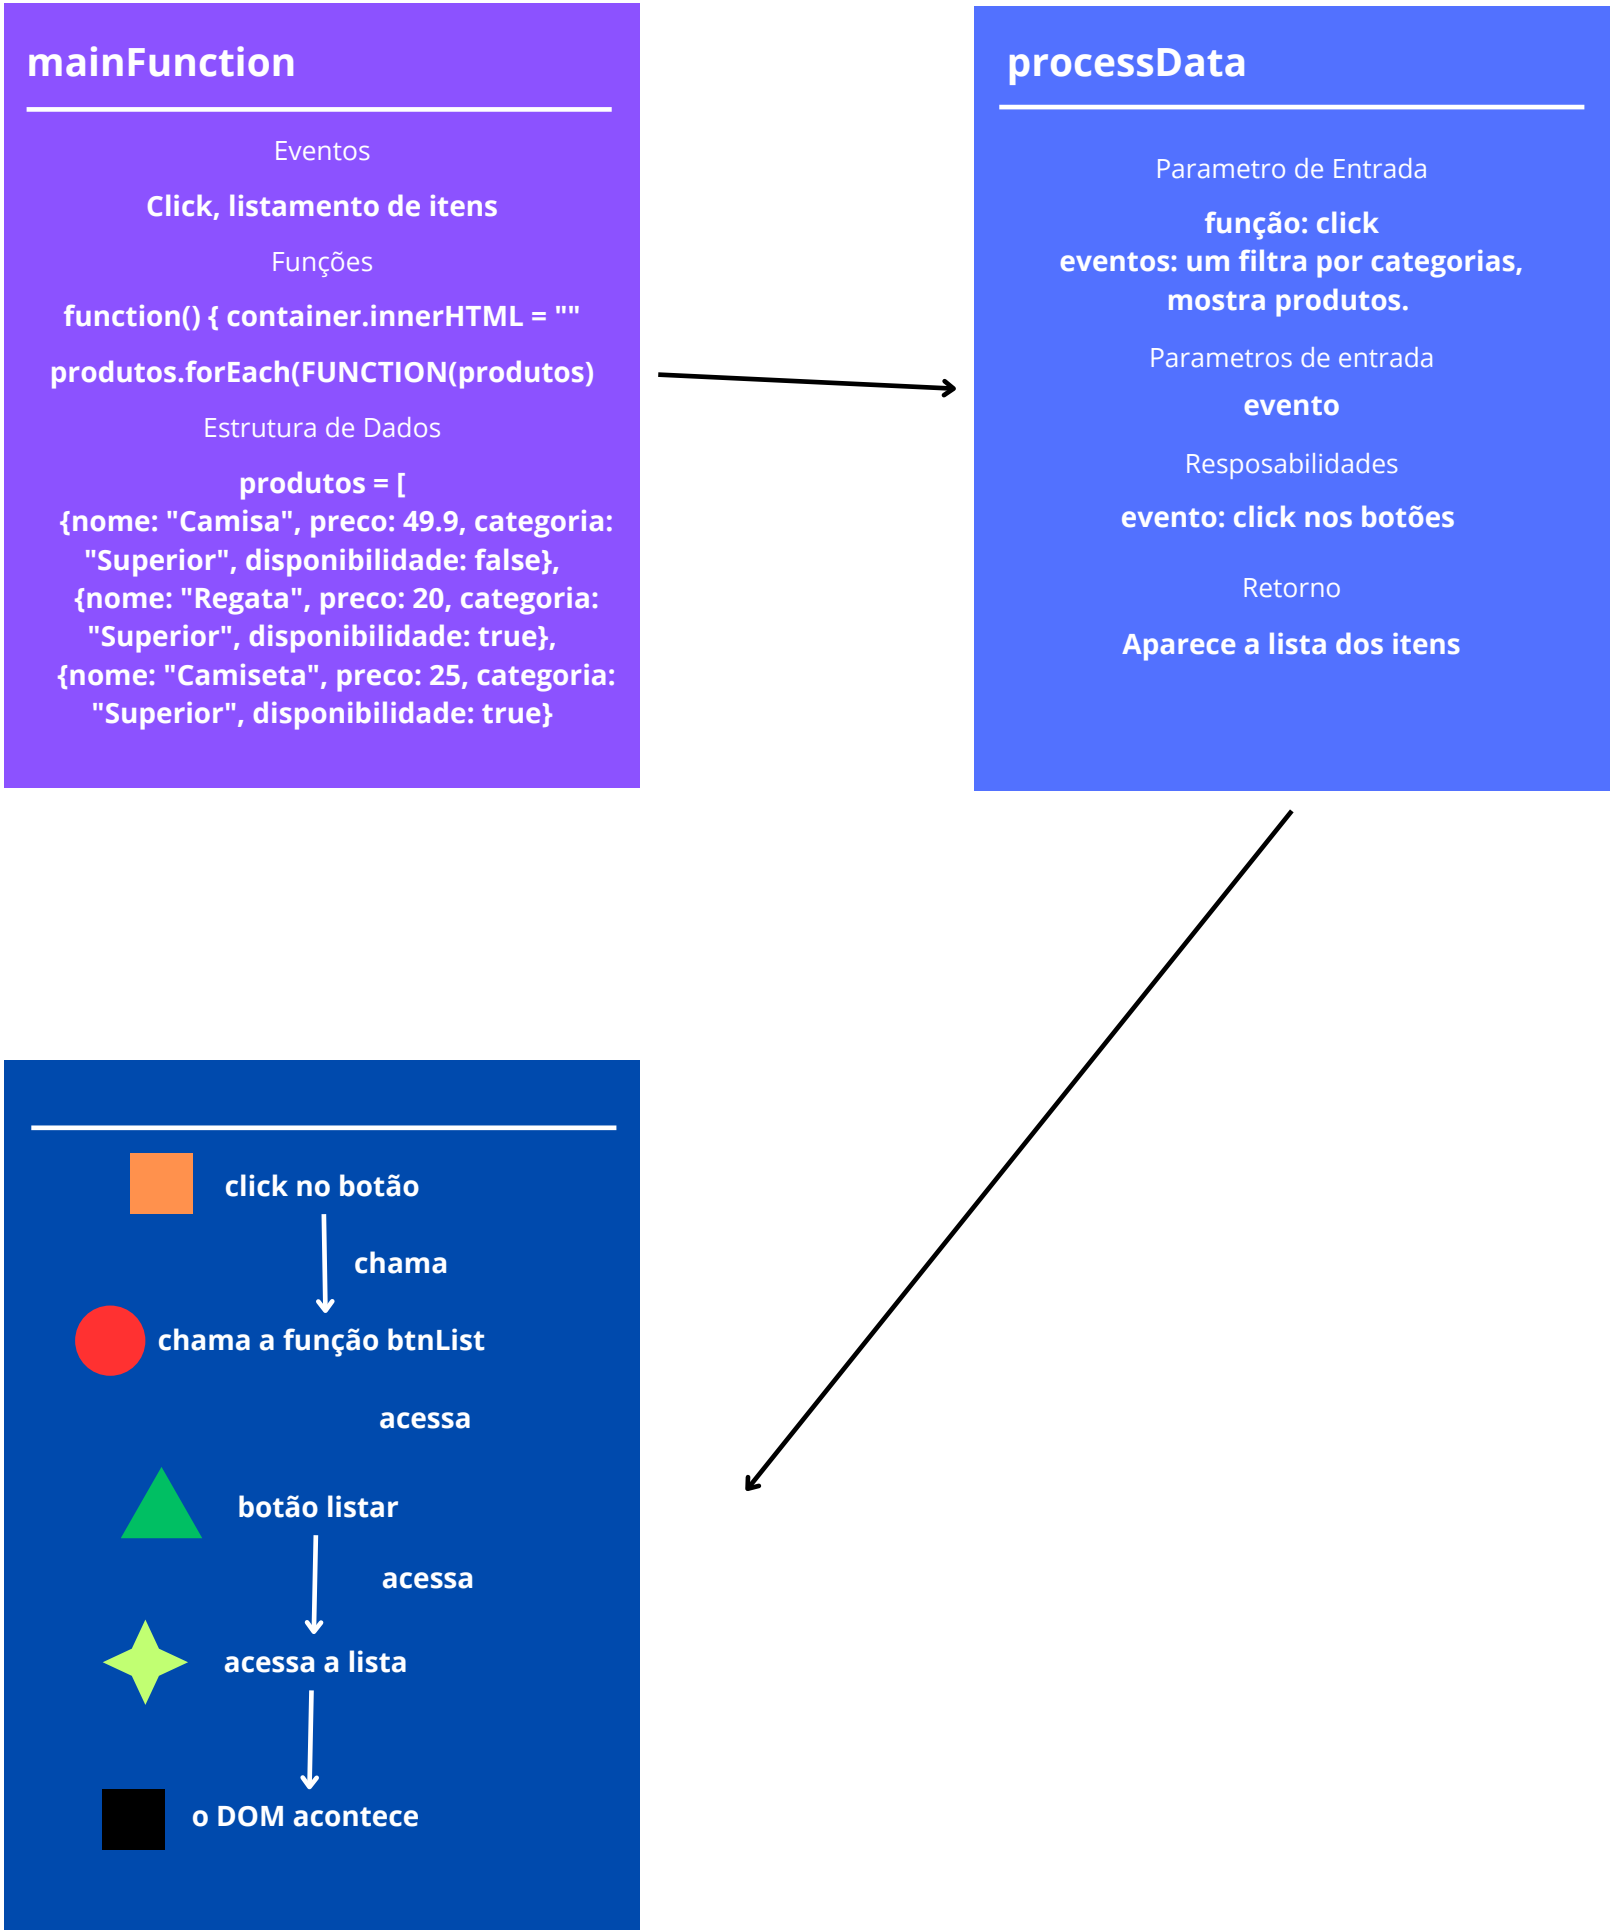 mainFunction
Eventos
Click, listamento de itens
Funções
function() { container.innerHTML = ""
produtos.forEach(FUNCTION(produtos)
Estrutura de Dados
produtos = [
{nome: "Camisa", preco: 49.9, categoria:
"Superior", disponibilidade: false},
{nome: "Regata", preco: 20, categoria:
"Superior", disponibilidade: true},
{nome: "Camiseta", preco: 25, categoria:
"Superior", disponibilidade: true}
processData
Parametro de Entrada
função: click
eventos: um filtra por categorias,
mostra produtos.
Parametros de entrada
evento
Resposabilidades
evento: click nos botões
Retorno
Aparece a lista dos itens
click no botão
chama
chama a função btnList
acessa
botão listar
acessa
acessa a lista
o DOM acontece